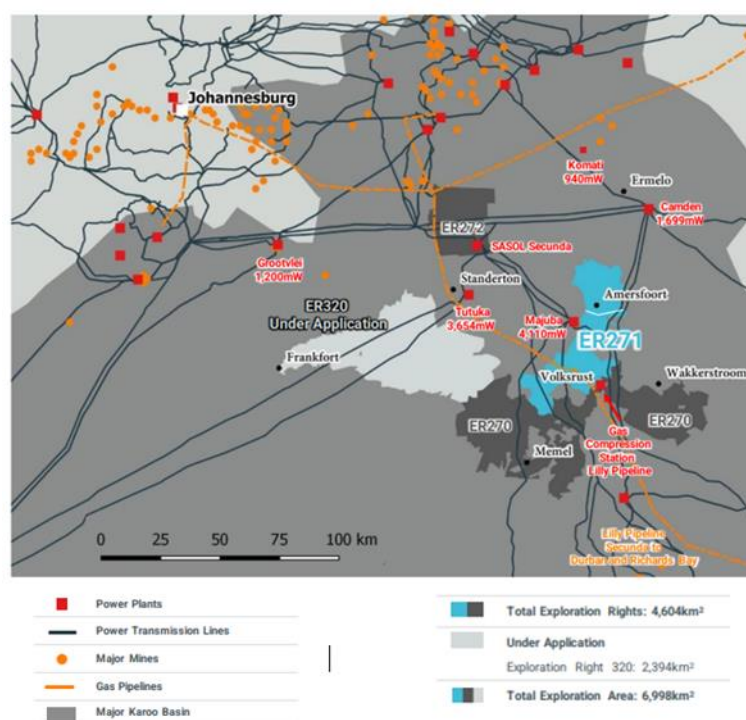 Johannesburg
Komati
940mW
Ermelo
Camden
1,699mW
ER272
Grootvlei
1,200mW
SASOL Secunda
Standerton
ER320
Under Application
Tutuka
3,654mW
Majuba
4,110mW
Amersfoort
ER271
Frankfort
Volksrust
Wakkerstroom
ER270
ER270
Gas
Compression
Station
Lilly Pipeline
Memel
Lilly Pipeline
Secunda to
Durban and Richards Bay
0 25 50 75 100 km
Power Plants
Power Transmission Lines
Major Mines
Gas Pipelines
Major Karoo Basin
Total Exploration Rights: 4,604km²
Under Application
Exploration Right 320: 2,394km²
Total Exploration Area: 6,998km²